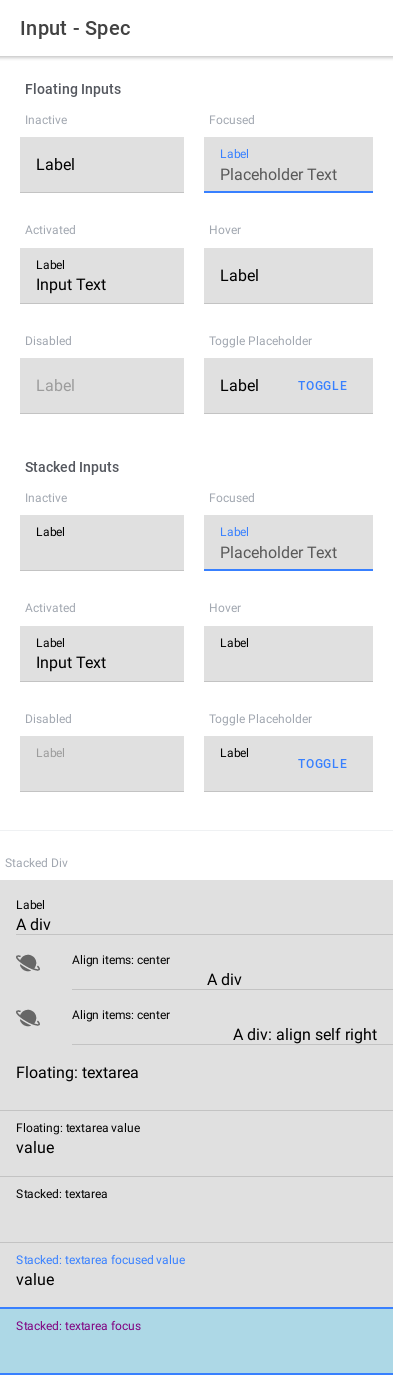 Input - Spec
Floating Inputs
Inactive Focused
Label
Label
Placeholder Text
Activated Hover
Label
Input Text
Label
Disabled Toggle Placeholder
Label
Label TOGGLE
Stacked Inputs
Inactive Focused
Label
Label
Placeholder Text
Activated Hover
Label
Input Text
Label
Disabled Toggle Placeholder
Label
Label
TOGGLE
Stacked Div
Label
A div
Align items: center
A div
Align items: center
A div: align self right
Floating: textarea
Floating: textarea value
value
Stacked: textarea
Stacked: textarea focused value
value
Stacked: textarea focus